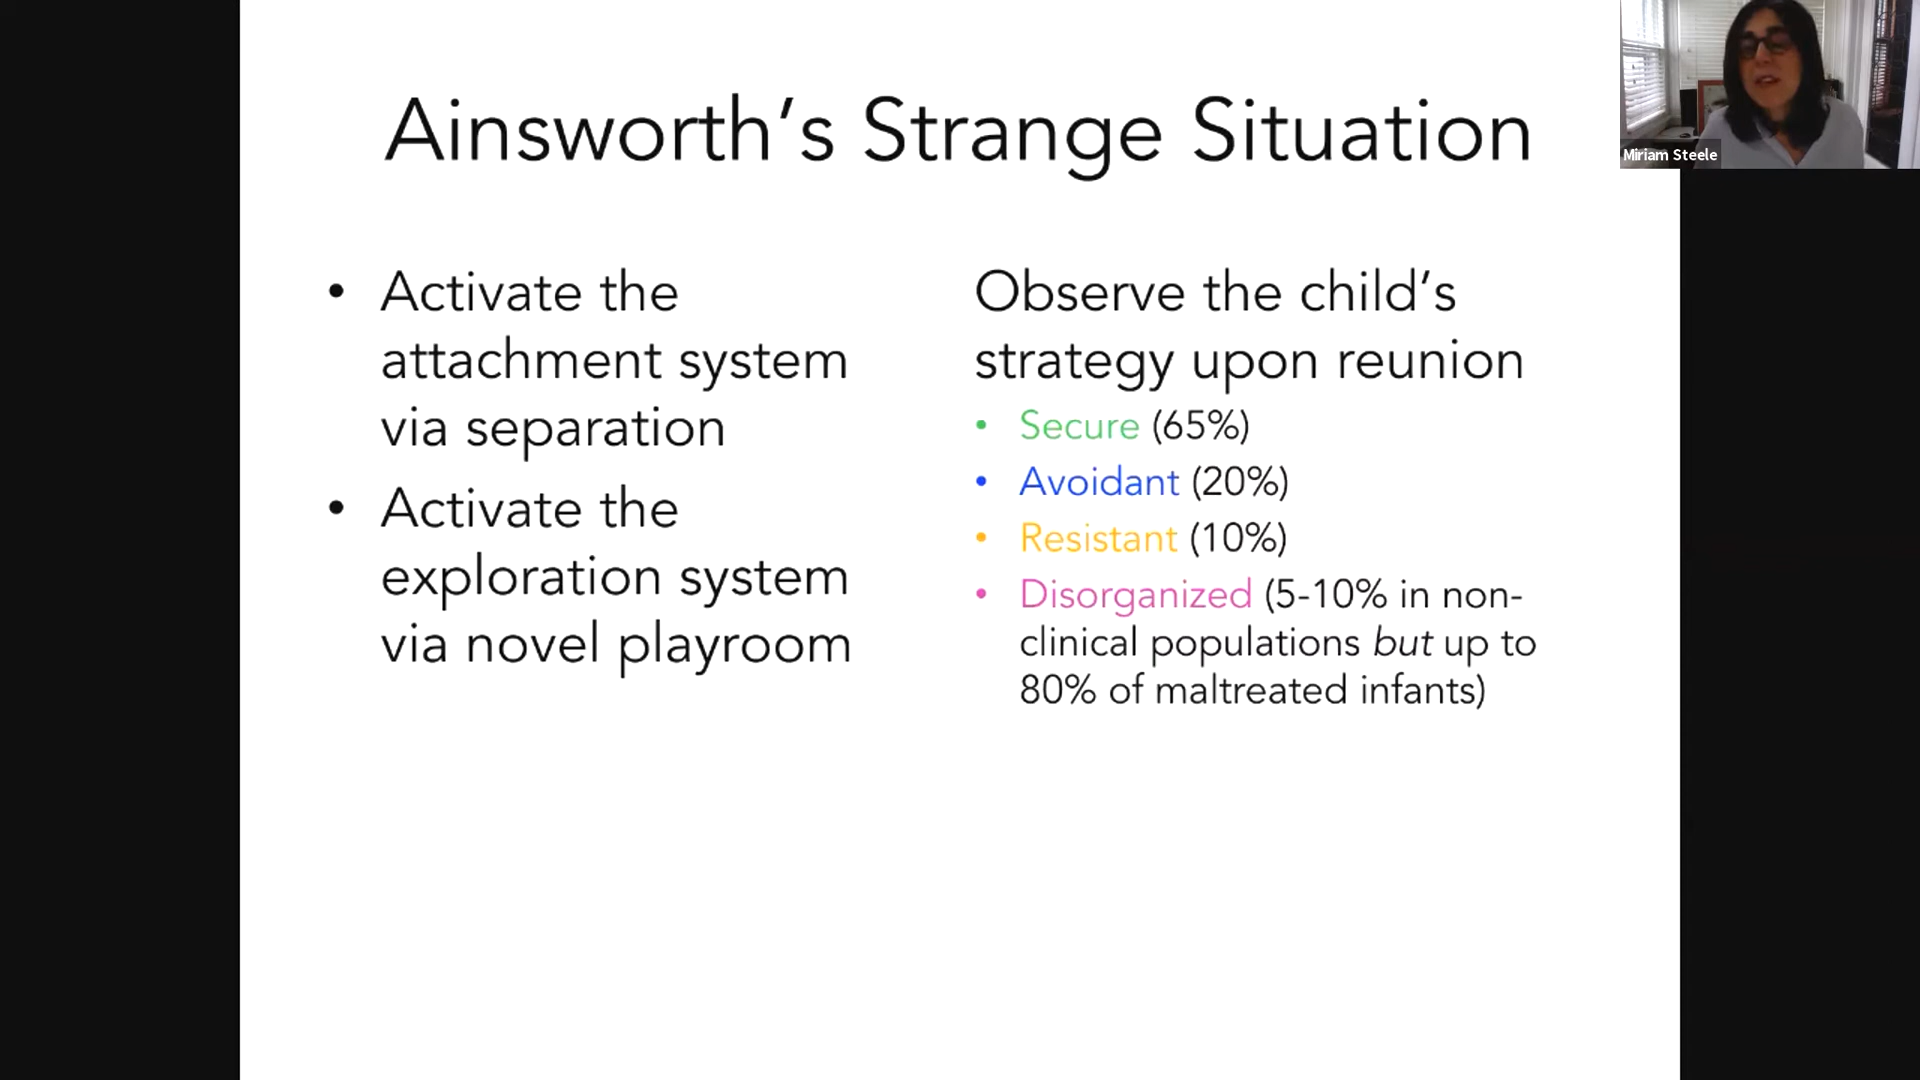 Ainsworth’s Strange Situation
Miriam Steele
• Activate the
attachment system
via separation
• Activate the
exploration system
via novel playroom
Observe the child’s
strategy upon reunion
• Secure (65%)
• Avoidant (20%)
• Resistant (10%)
• Disorganized (5-10% in non-
clinical populations but up to
80% of maltreated infants)